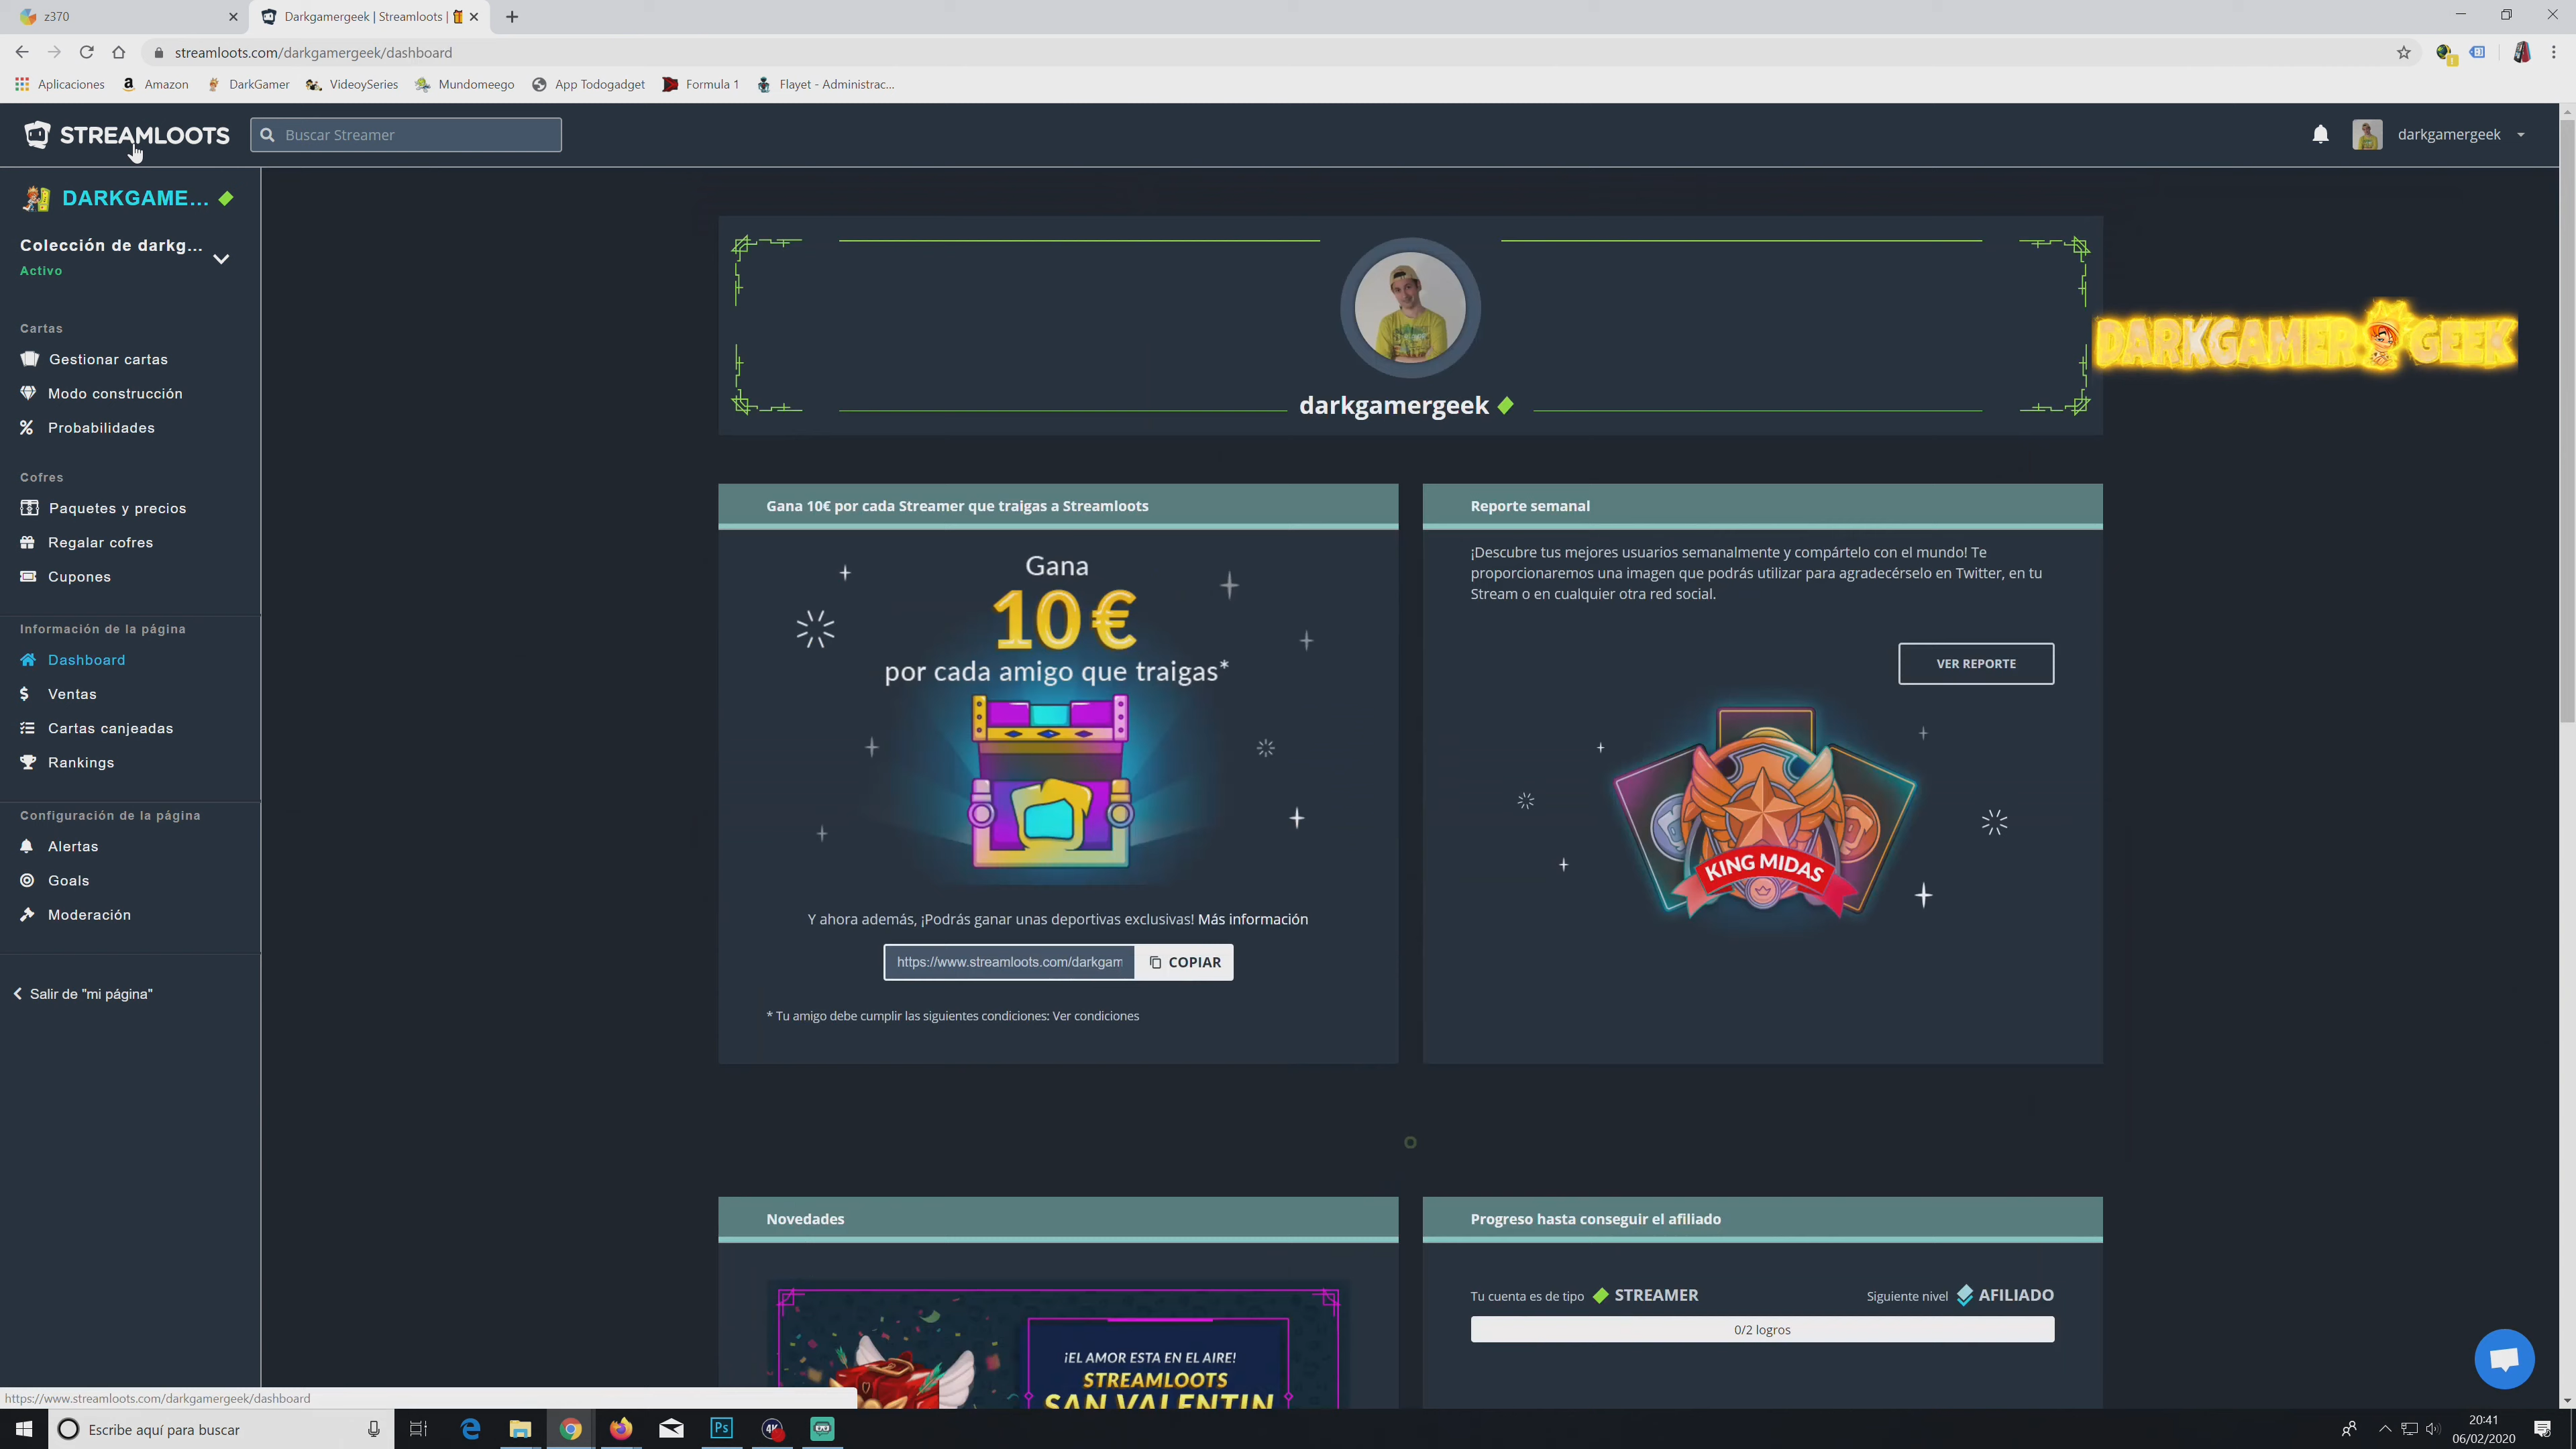 z370
Darkgamergeek | Streamloots |
streamloots.com/darkgamergeek/dashboard
Aplicaciones
Amazon
DarkGamer
VideoySeries
Mundomeego
App Todogadget
Formula 1
Flayet - Administrac...
STREAMLOOTS
Buscar Streamer
darkgamergeek
DARKGAME...
Colección de darkg...
Activo
Cartas
Gestionar cartas
Modo construcción
Probabilidades
Cofres
Paquetes y precios
Regalar cofres
Cupones
Información de la página
Dashboard
Ventas
Cartas canjeadas
Rankings
Configuración de la página
Alertas
Goals
Moderación
Salir de "mi página"
darkgamergeek
DARKGAMER GEEK
Gana 10€ por cada Streamer que traigas a Streamloots
Gana
10 €
por cada amigo que traigas*
Y ahora además, ¡Podrás ganar unas deportivas exclusivas! Más información
https://www.streamloots.com/darkgam
COPIAR
* Tu amigo debe cumplir las siguientes condiciones: Ver condiciones
Reporte semanal
¡Descubre tus mejores usuarios semanalmente y compártelo con el mundo! Te
proporcionaremos una imagen que podrás utilizar para agradecérselo en Twitter, en tu
Stream o en cualquier otra red social.
VER REPORTE
KING MIDAS
Novedades
¡EL AMOR ESTA EN EL AIRE!
STREAMLOOTS
SAN VALENTIN
Progreso hasta conseguir el afiliado
Tu cuenta es de tipo STREAMER
Siguiente nivel AFILIADO
0/2 logros
https://www.streamloots.com/darkgamergeek/dashboard
Escribe aquí para buscar
Ps
4K
20:41
06/02/2020